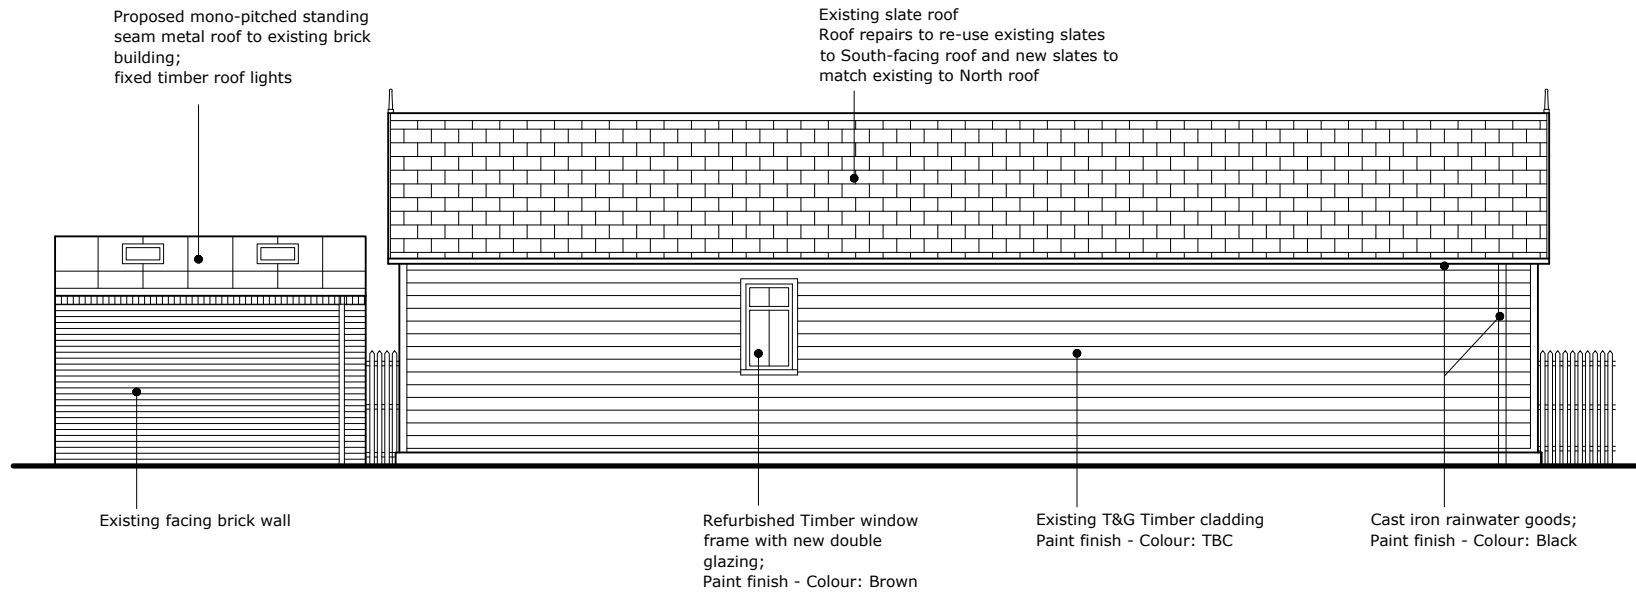 Proposed mono-pitched standing
seam metal roof to existing brick
building;
fixed timber roof lights
Existing slate roof
Roof repairs to re-use existing slates
to South-facing roof and new slates to
match existing to North roof
Existing facing brick wall
Refurbished Timber window
frame with new double
glazing;
Paint finish - Colour: Brown
Existing T&G Timber cladding
Paint finish - Colour: TBC
Cast iron rainwater goods;
Paint finish - Colour: Black